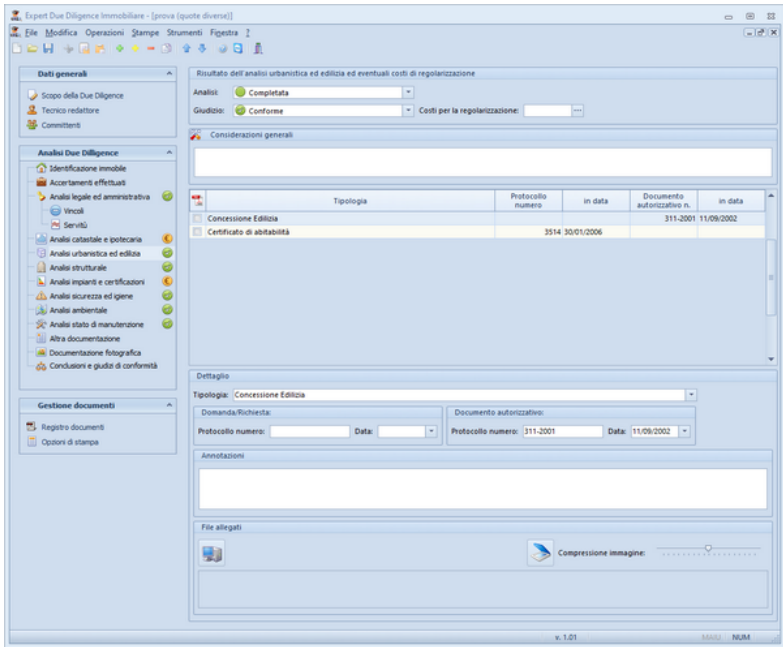 Expert Due Diligence Immobiliare - [prova (quote diverse)]
File Modifica Operazioni Stampe Strumenti Finestra ?
Dati generali
Scopo della Due Diligence
Tecnico redattore
Committenti
Analisi Due Dilligence
Identificazione immobile
Accertamenti effettuati
Analisi legale ed amministrativa
Vincoli
Servitù
Analisi catastale e ipotecaria
Analisi urbanistica ed edilizia
Analisi strutturale
Analisi impianti e certificazioni
Analisi sicurezza ed igiene
Analisi ambientale
Analisi stato di manutenzione
Altra documentazione
Documentazione fotografica
Conclusioni e giudizi di conformità
Gestione documenti
Registro documenti
Opzioni di stampa
Risultato dell'analisi urbanistica ed edilizia ed eventuali costi di regolarizzazione
Analisi: Completata
Giudizio: Conforme Costi per la regolarizzazione: ...
Considerazioni generali
Tipologia Protocollo numero in data Documento autorizzativo n. in data
Concessione Edilizia 311-2001 11/09/2002
Certificato di abitabilità 3514 30/01/2006
Dettaglio
Tipologia: Concessione Edilizia
Domanda/Richiesta: Documento autorizzativo:
Protocollo numero: Data: Protocollo numero: 311-2001 Data: 11/09/2002
Annotazioni
File allegati
Compressione immagine:
v. 1.01 MAIU NUM